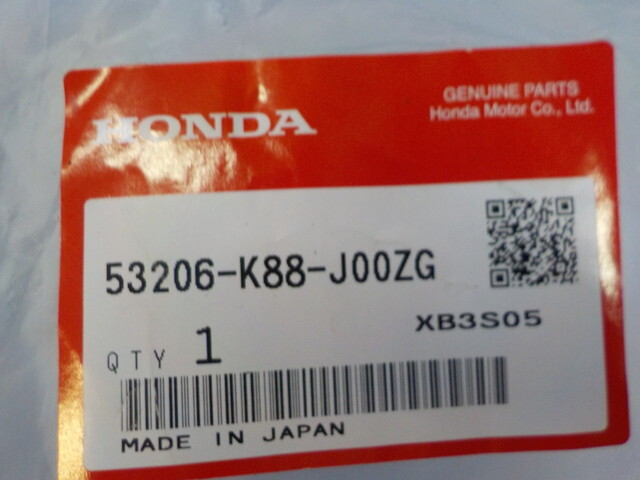 HONDA
GENUINE PARTS
Honda Motor Co., Ltd.
53206-K88-J00ZG
XB3S05
QTY 1
MADE IN JAPAN